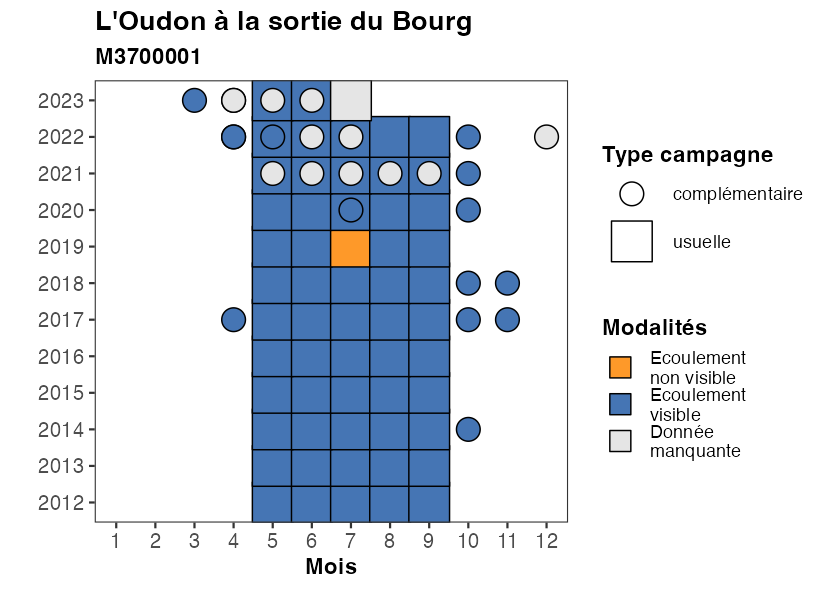 L'Oudon à la sortie du Bourg
M3700001
2023
2022
2021
2020
2019
2018
2017
2016
2015
2014
2013
2012
1 2 3 4 5 6 7 8 9 10 11 12
Mois
Type campagne
complémentaire
usuelle
Modalités
Ecoulement
non visible
Ecoulement
visible
Donnée
manquante